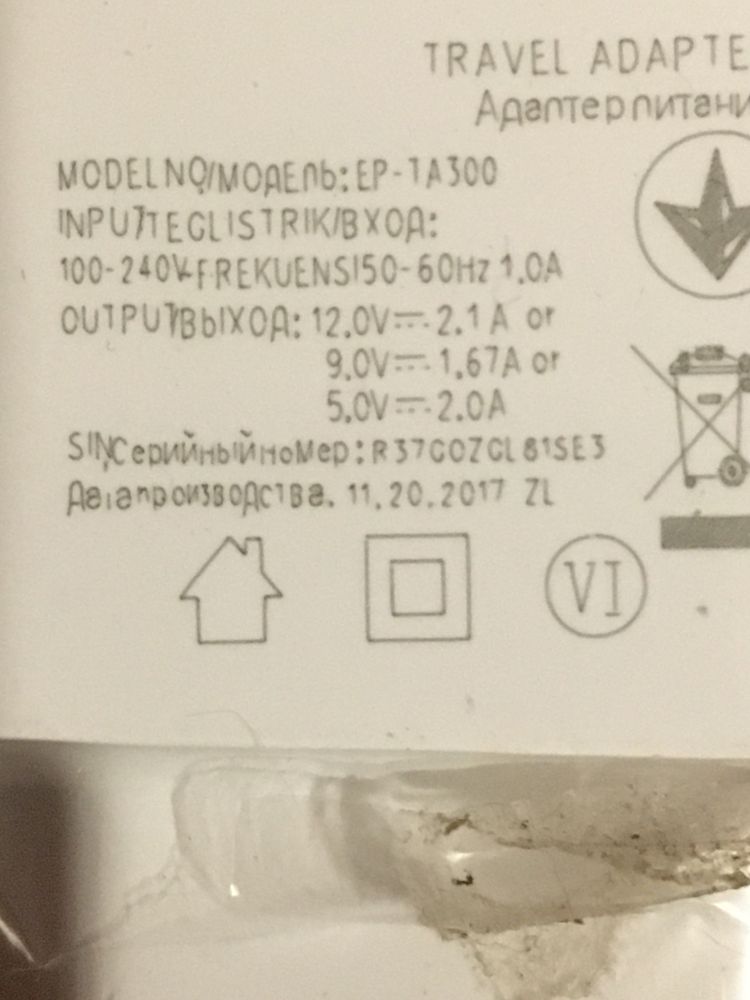 TRAVEL ADAPTE
Адаптер питани
MODEL NO/МОДЕЛЬ: EP-TA300
INPUT/TEGLISTRIK/ВХОД:
100-240V-FREKUENSI50-60Hz 1.0A
OUTPUT/ВЫХОД: 12.0V⎓2.1A or
9.0V⎓1.67A or
5.0V⎓2.0A
S|N,Серийный номер: R37G0ZGL81SE3
Дата производства. 11.20.2017 ZL
VI